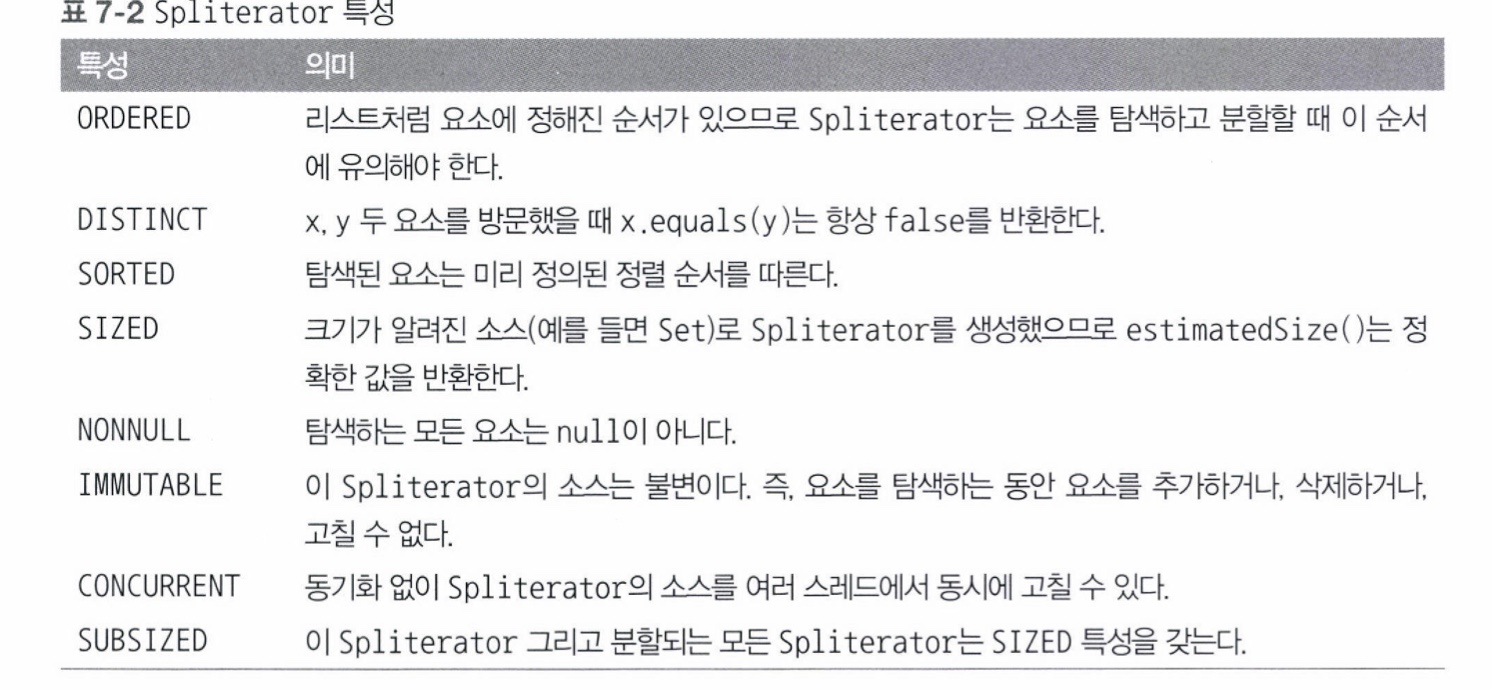 표 7-2 Spliterator 특성
특성 의미
ORDERED 리스트처럼 요소에 정해진 순서가 있으므로 Spliterator는 요소를 탐색하고 분할할 때 이 순서
에 유의해야 한다.
DISTINCT x, y 두 요소를 방문했을 때 x.equals(y)는 항상 false를 반환한다.
SORTED 탐색된 요소는 미리 정의된 정렬 순서를 따른다.
SIZED 크기가 알려진 소스(예를 들면 Set)로 Spliterator를 생성했으므로 estimatedSize()는 정
확한 값을 반환한다.
NONNULL 탐색하는 모든 요소는 null이 아니다.
IMMUTABLE 이 Spliterator의 소스는 불변이다. 즉, 요소를 탐색하는 동안 요소를 추가하거나, 삭제하거나,
고칠 수 없다.
CONCURRENT 동기화 없이 Spliterator의 소스를 여러 스레드에서 동시에 고칠 수 있다.
SUBSIZED 이 Spliterator 그리고 분할되는 모든 Spliterator는 SIZED 특성을 갖는다.